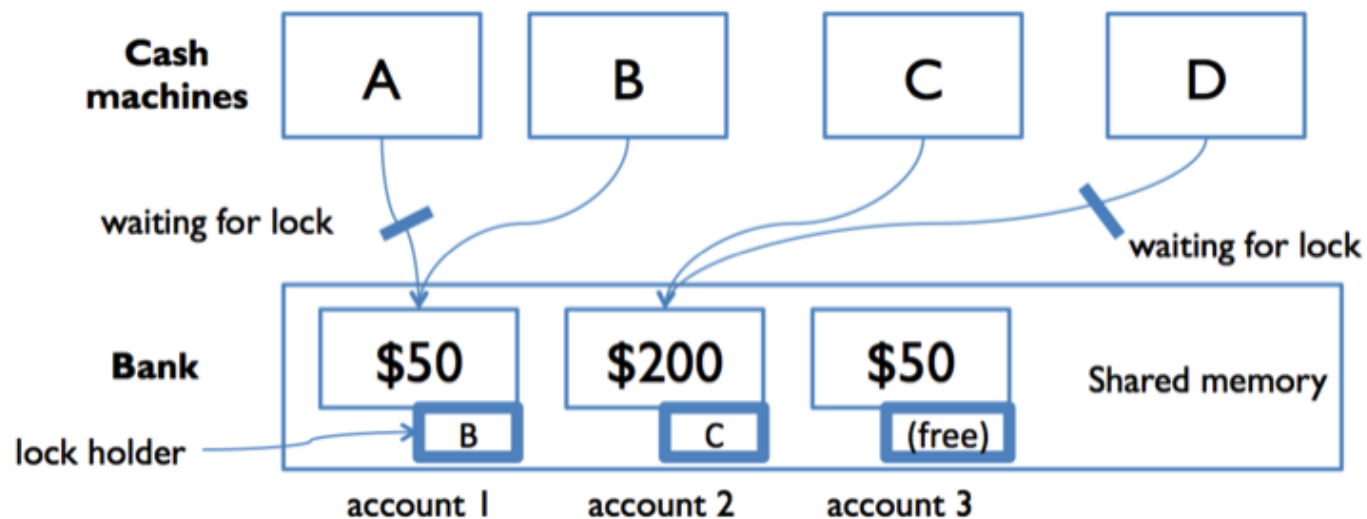 Cash
machines
A
B
C
D
waiting for lock
waiting for lock
Bank
$50
$200
$50
Shared memory
lock holder
B
C
(free)
account 1
account 2
account 3